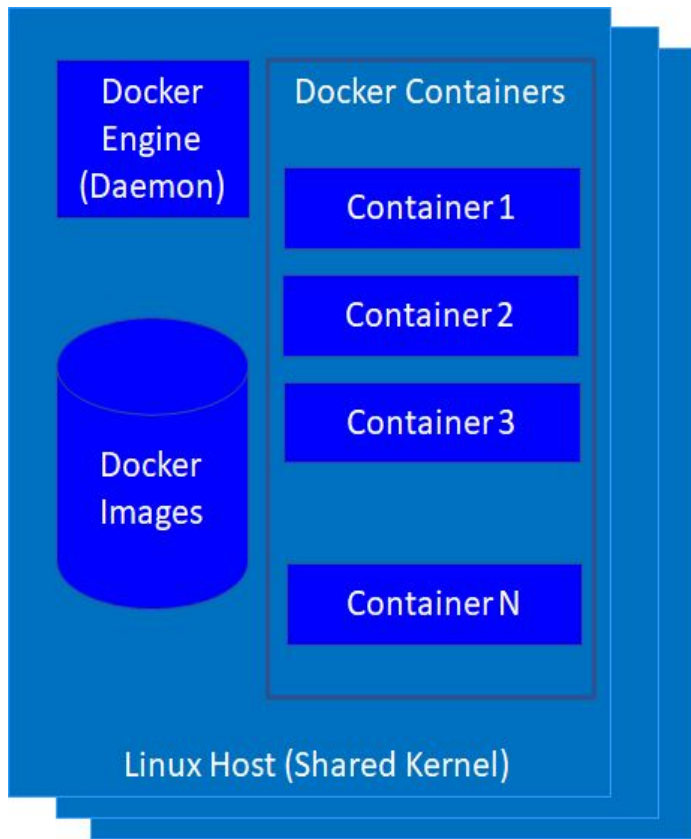 Docker
Engine
(Daemon)
Docker Containers
Container 1
Container 2
Container 3
Container N
Docker
Images
Linux Host (Shared Kernel)